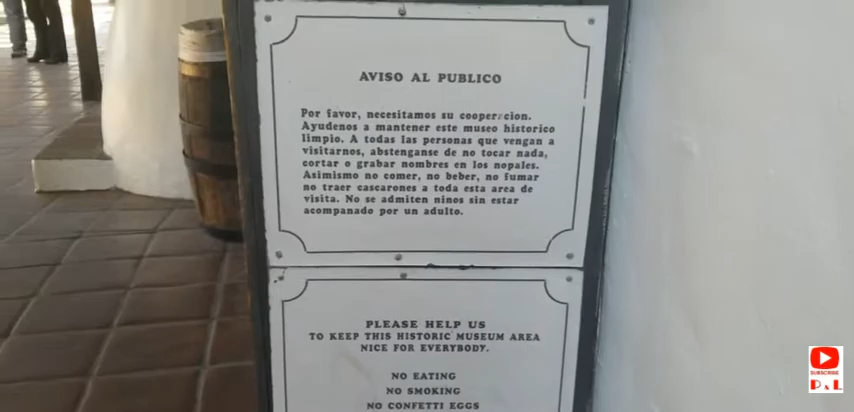 AVISO AL PUBLICO
Por favor, necesitamos su cooperacion.
Ayudenos a mantener este museo historico
limpio. A todas las personas que vengan a
visitarnos, abstenganse de no tocar nada,
cortar o grabar nombres en los nopales.
Asimismo no comer, no beber, no fumar
no traer cascarones a toda esta area de
visita. No se admiten ninos sin estar
acompanado por un adulto.
PLEASE HELP US
TO KEEP THIS HISTORIC MUSEUM AREA
NICE FOR EVERYBODY.
NO EATING
NO SMOKING
NO CONFETTI EGGS
SUBSCRIBE
P & L